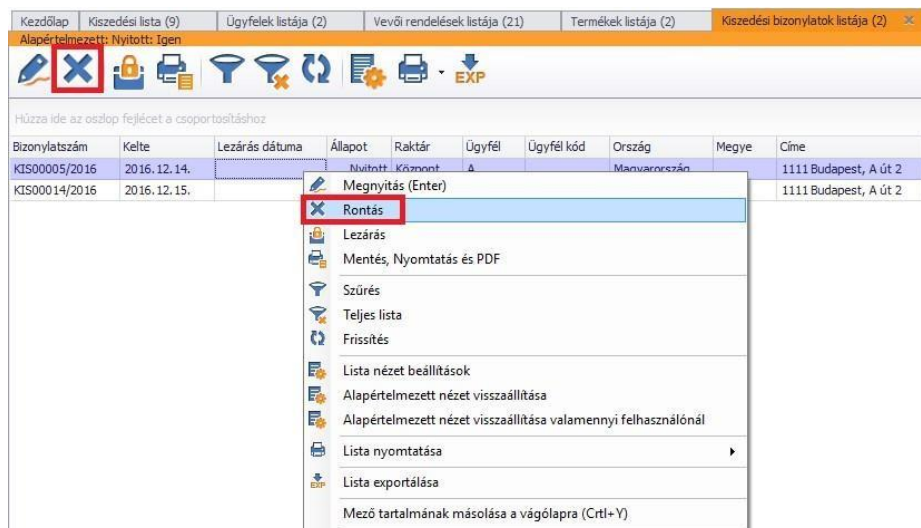 Kezdőlap Kiszedési lista (9) Ügyfelek listája (2) Vevői rendelések listája (21) Termékek listája (2) Kiszedési bizonylatok listája (2)
Alapértelmezett: Nyitott: Igen
EXP
Húzza ide az oszlop fejlécét a csoportosításhoz
Bizonylatszám Kelte Lezárás dátuma Állapot Raktár Ügyfél Ügyfél kód Ország Megye Címe
KIS00005/2016 2016.12.14. Nyitott Központ A Magyarország 1111 Budapest, A út 2
KIS00014/2016 2016.12.15. 1111 Budapest, A út 2
Megnyitás (Enter)
Rontás
Lezárás
Mentés, Nyomtatás és PDF
Szűrés
Teljes lista
Frissítés
Lista nézet beállítások
Alapértelmezett nézet visszaállítása
Alapértelmezett nézet visszaállítása valamennyi felhasználónál
Lista nyomtatása
EXP Lista exportálása
Mező tartalmának másolása a vágólapra (Crtl+Y)